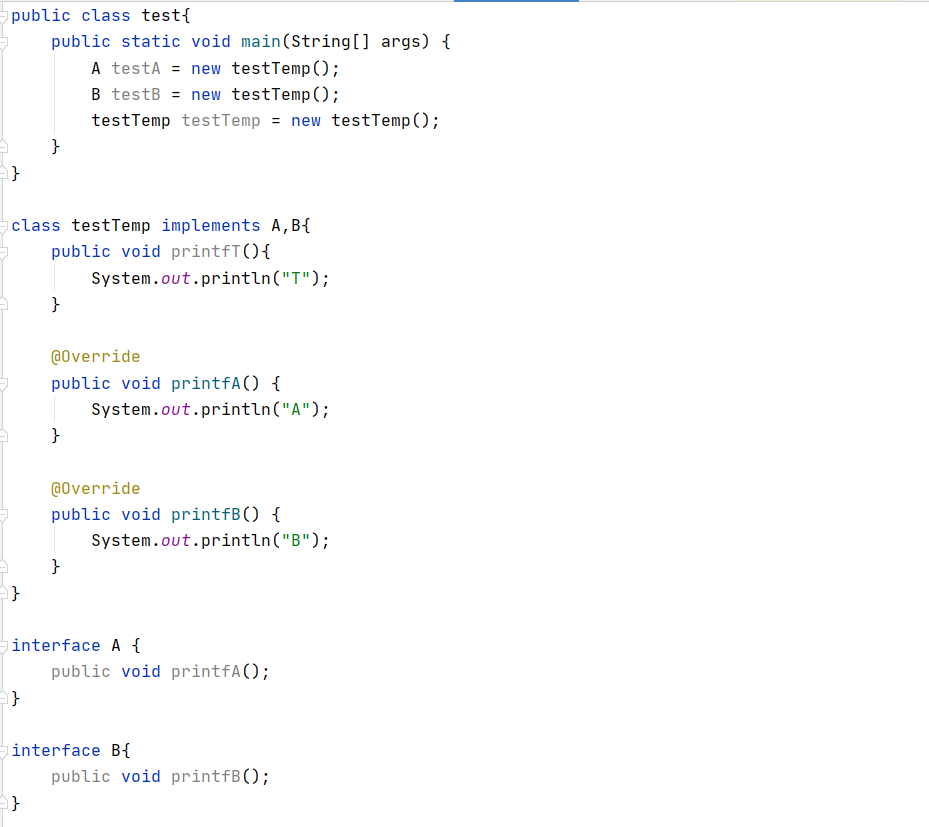 public class test{
    public static void main(String[] args) {
        A testA = new testTemp();
        B testB = new testTemp();
        testTemp testTemp = new testTemp();
    }
}

class testTemp implements A,B{
    public void printfT(){
        System.out.println("T");
    }

    @Override
    public void printfA() {
        System.out.println("A");
    }

    @Override
    public void printfB() {
        System.out.println("B");
    }
}

interface A {
    public void printfA();
}

interface B{
    public void printfB();
}